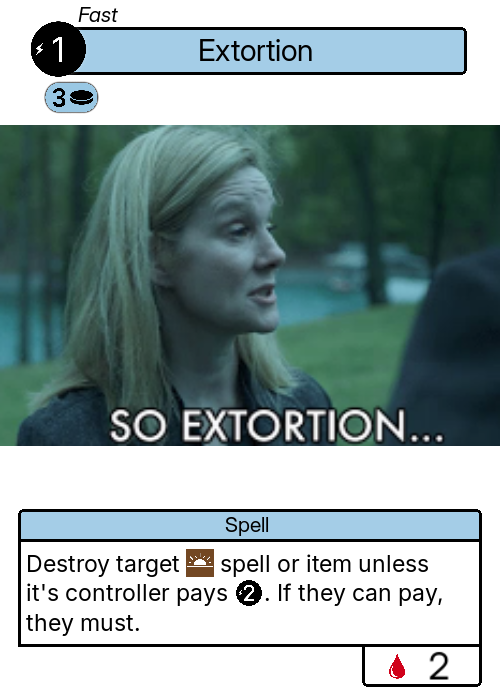 Fast
1 Extortion
3
SO EXTORTION...
Spell
Destroy target spell or item unless
it's controller pays 2. If they can pay,
they must.
2